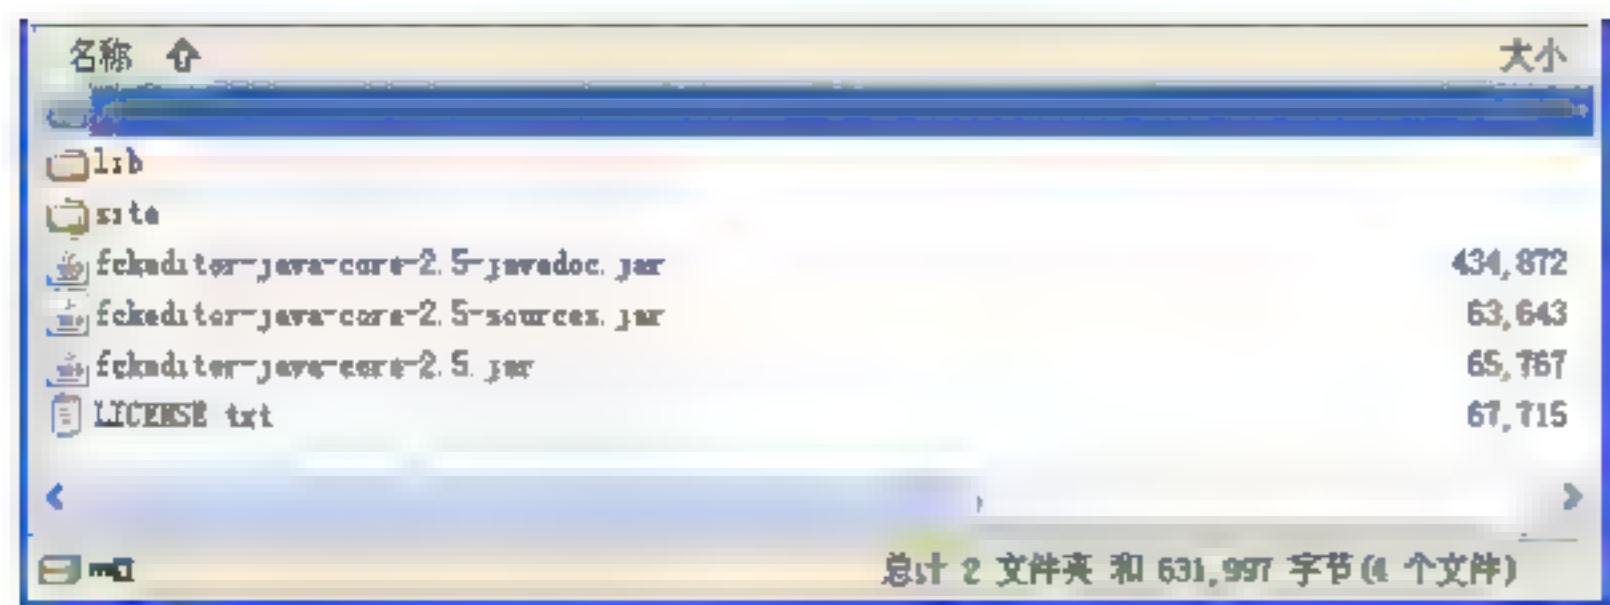 名称 大小
lib
site
fckeditor-java-core-2.5-javadoc.jar 434,872
fckeditor-java-core-2.5-sources.jar 63,643
fckeditor-java-core-2.5.jar 65,767
LICENSE.txt 67,715
总计 2 文件夹 和 631,997 字节(4 个文件)